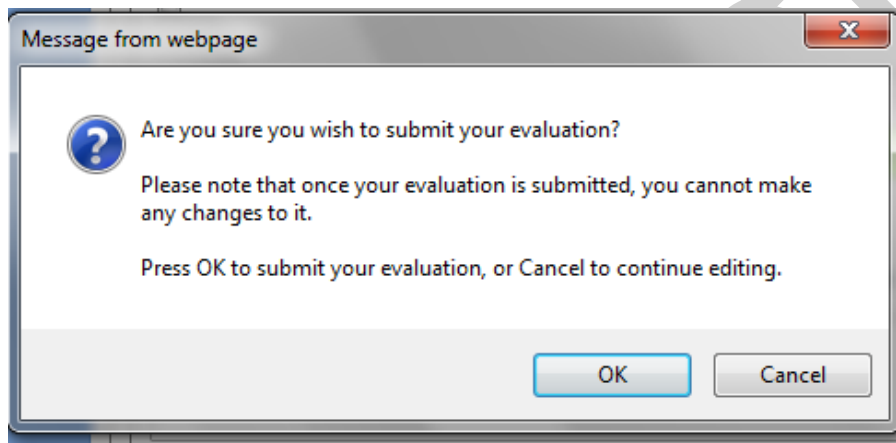 Message from webpage
Are you sure you wish to submit your evaluation?
Please note that once your evaluation is submitted, you cannot make
any changes to it.
Press OK to submit your evaluation, or Cancel to continue editing.
OK
Cancel